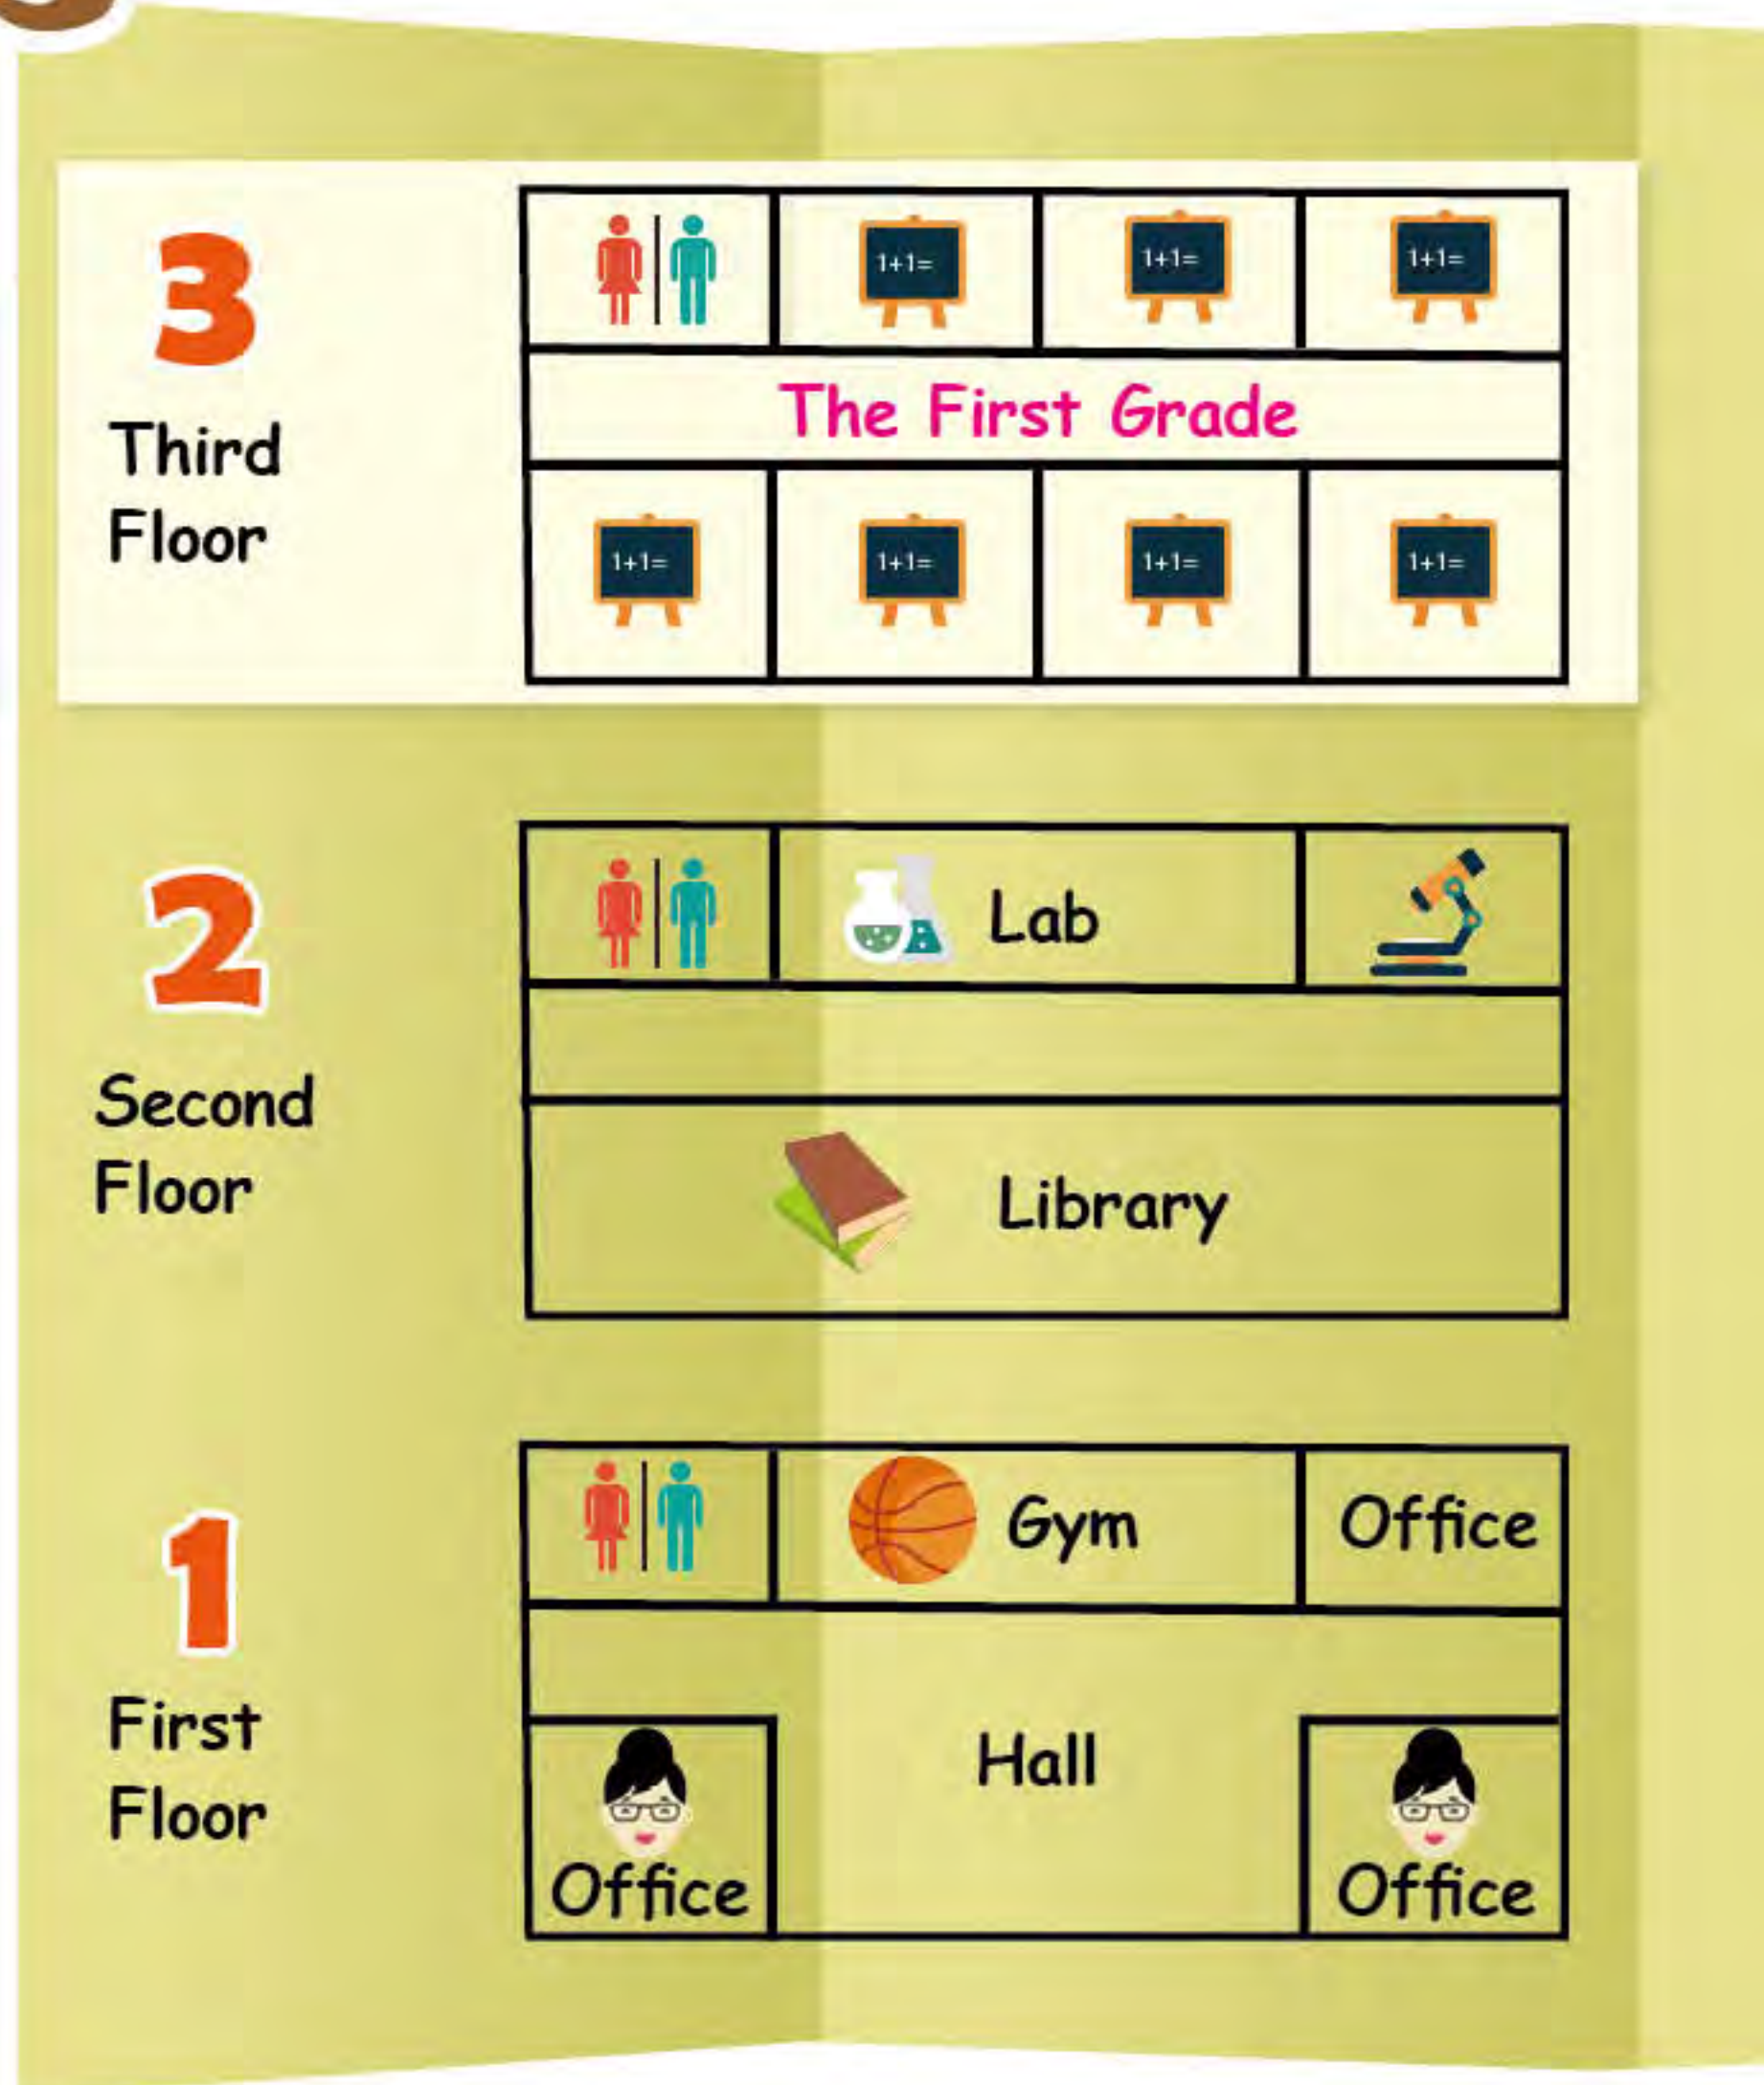 3
Third
Floor
1+1=
1+1=
1+1=
The First Grade
1+1=
1+1=
1+1=
1+1=
2
Second
Floor
Lab
Library
1
First
Floor
Gym
Office
Hall
Office
Office